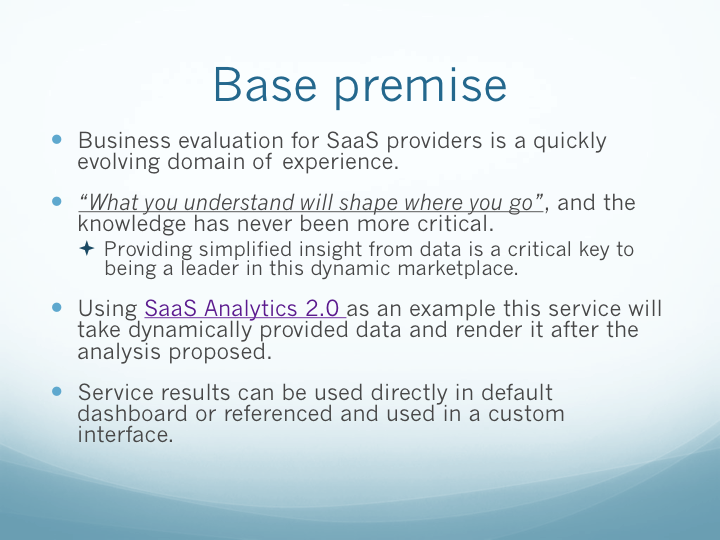 Base premise
Business evaluation for SaaS providers is a quickly
evolving domain of experience.
“What you understand will shape where you go”, and the
knowledge has never been more critical.
Providing simplified insight from data is a critical key to
being a leader in this dynamic marketplace.
Using SaaS Analytics 2.0 as an example this service will
take dynamically provided data and render it after the
analysis proposed.
Service results can be used directly in default
dashboard or referenced and used in a custom
interface.